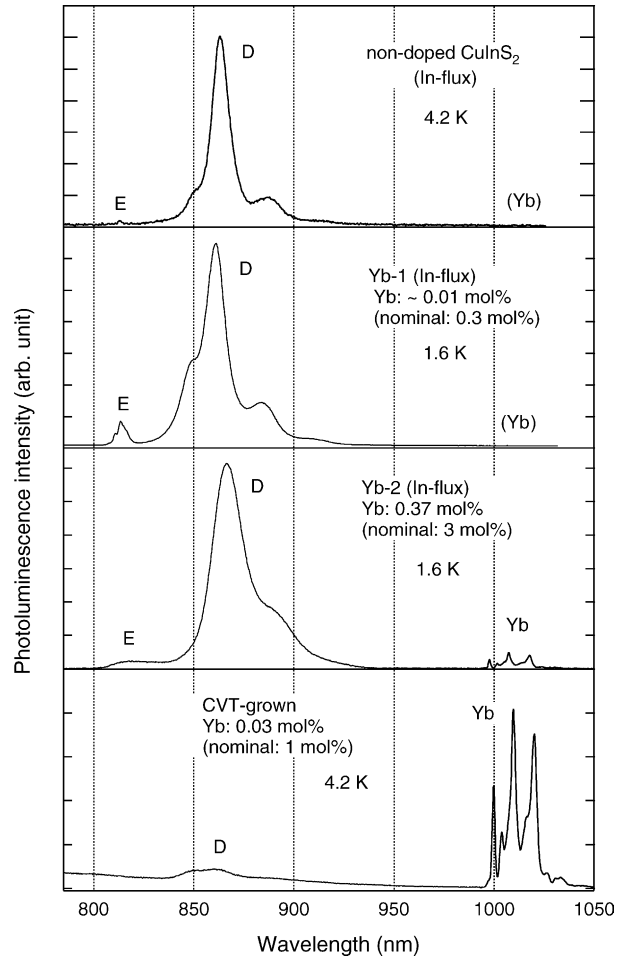 D
non-doped CuInS₂
(In-flux)
4.2 K
E
(Yb)
D
Yb-1 (In-flux)
Yb: ~ 0.01 mol%
(nominal: 0.3 mol%)
1.6 K
E
(Yb)
D
Yb-2 (In-flux)
Yb: 0.37 mol%
(nominal: 3 mol%)
1.6 K
E
Yb
CVT-grown
Yb: 0.03 mol%
(nominal: 1 mol%)
Yb
4.2 K
D
Photoluminescence intensity (arb. unit)
800 850 900 950 1000 1050
Wavelength (nm)